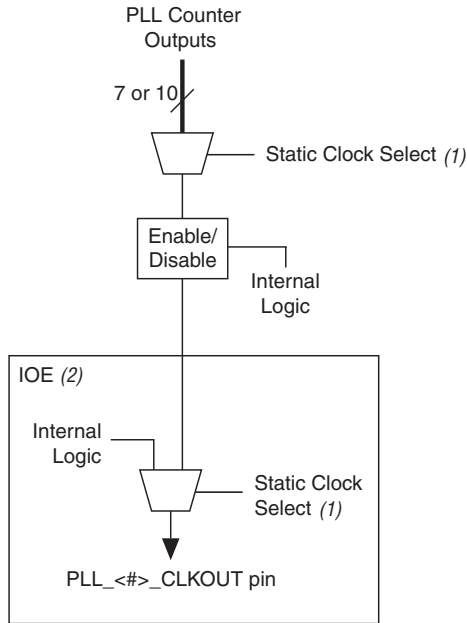 PLL Counter
Outputs
7 or 10
Static Clock Select (1)
Enable/
Disable
Internal
Logic
IOE (2)
Internal
Logic
Static Clock
Select (1)
PLL_<#>_CLKOUT pin